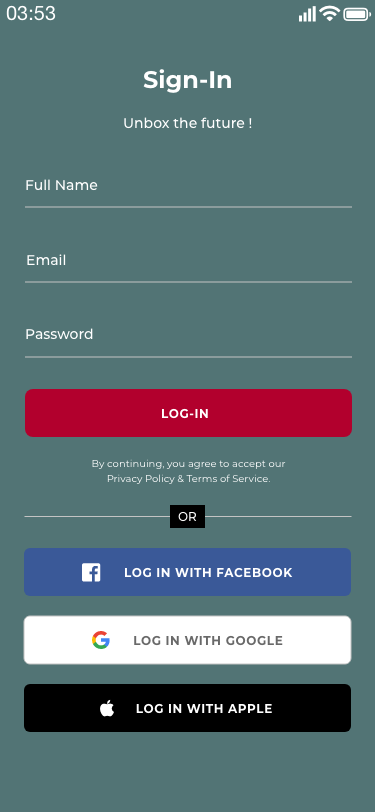 03:53
Sign-In
Unbox the future !
Full Name
Email
Password
LOG-IN
By continuing, you agree to accept our
Privacy Policy & Terms of Service.
OR
LOG IN WITH FACEBOOK
LOG IN WITH GOOGLE
LOG IN WITH APPLE